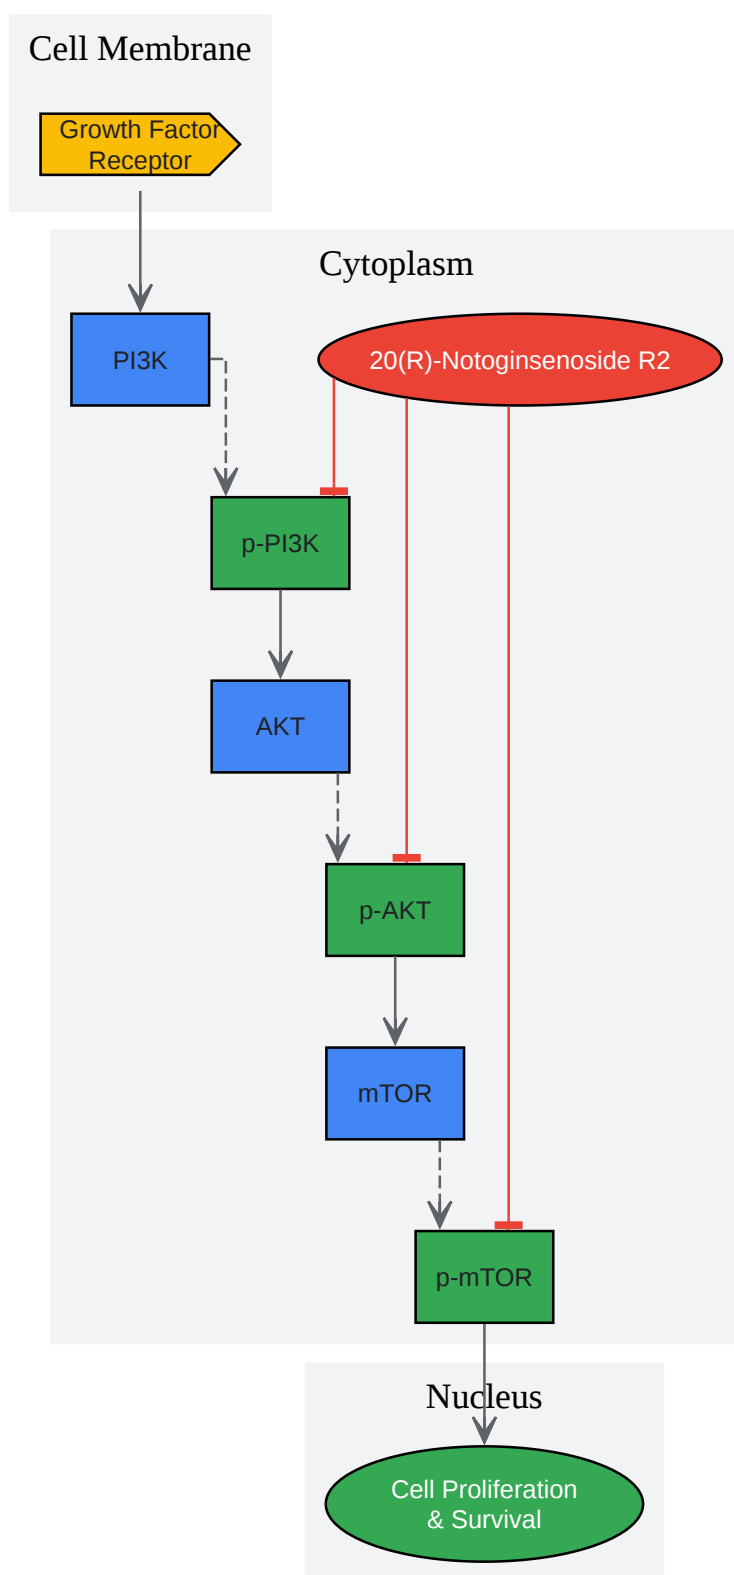 Cell Membrane
Growth Factor
Receptor
Cytoplasm
PI3K
20(R)-Notoginsenoside R2
p-PI3K
AKT
p-AKT
mTOR
p-mTOR
Nucleus
Cell Proliferation
& Survival